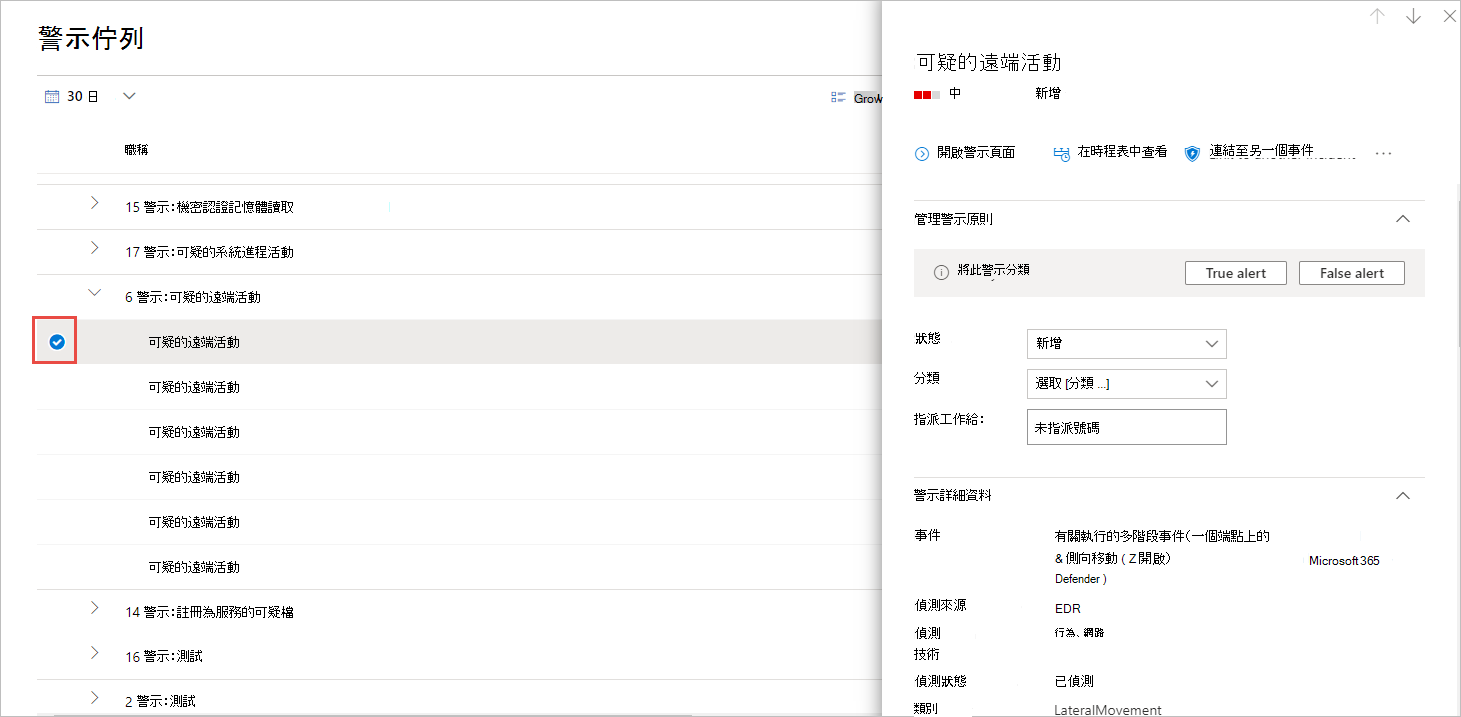 警示佇列
30 日
Grow
職稱
15 警示:機密認證記憶體讀取
17 警示:可疑的系統進程活動
6 警示:可疑的遠端活動
可疑的遠端活動
可疑的遠端活動
可疑的遠端活動
可疑的遠端活動
可疑的遠端活動
可疑的遠端活動
14 警示:註冊為服務的可疑檔
16 警示:測試
2 警示:測試
可疑的遠端活動
中 新增
開啟警示頁面 在時程表中查看 連結至另一個事件 ...
管理警示原則
將此警示分類 True alert False alert
狀態 新增
分類 選取 [分類 ...]
指派工作給: 未指派號碼
警示詳細資料
事件 有關執行的多階段事件(一個端點上的
& 側向移動 ( Z 開啟) Microsoft 365
Defender )
偵測來源 EDR
偵測 行為、網路
技術
偵測狀態 已偵測
類別 LateralMovement